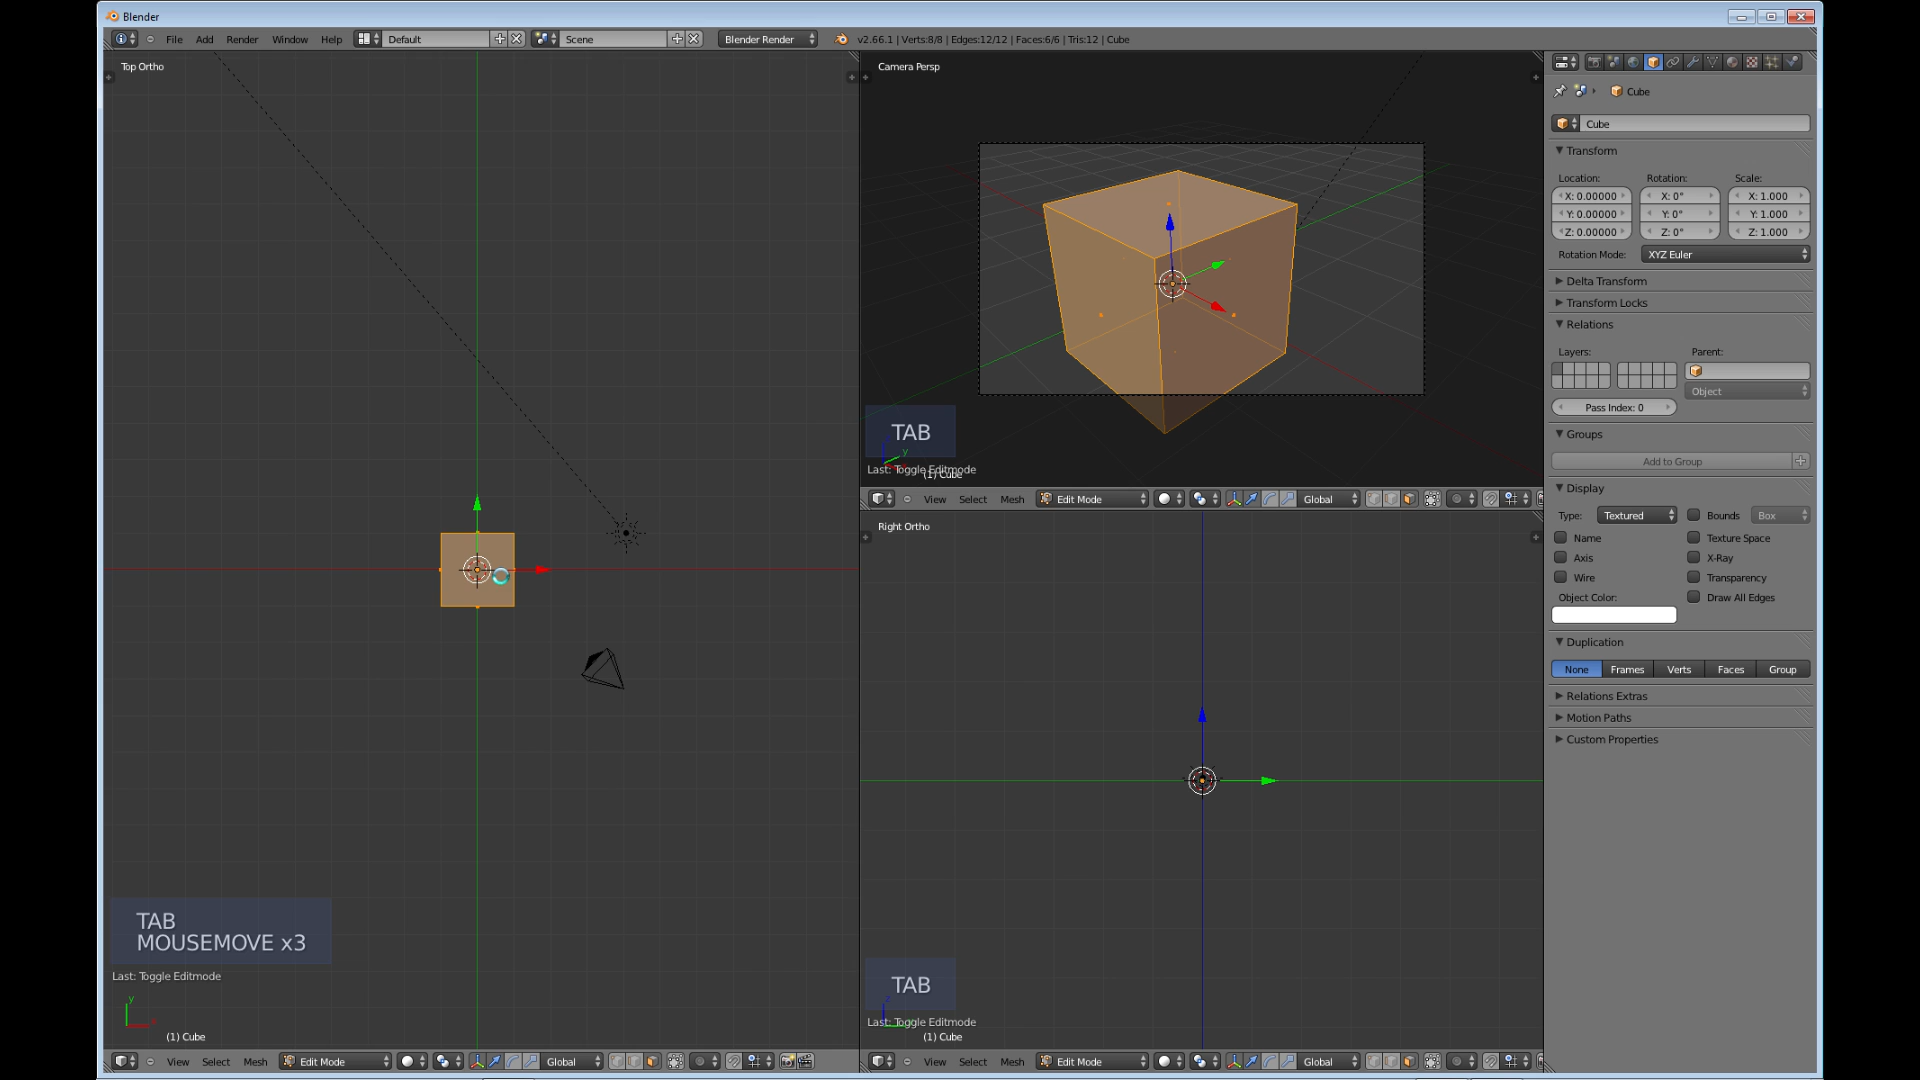 Blender
File Add Render Window Help Default Scene Blender Render v2.66.1 | Verts:8/8 | Edges:12/12 | Faces:6/6 | Tris:12 | Cube
Top Ortho
TAB
MOUSEMOVE x3
Last: Toggle Editmode
y
(1) Cube
View Select Mesh Edit Mode Global
Camera Persp
TAB
y
Last: Toggle Editmode
(1) Cube
View Select Mesh Edit Mode Global
Right Ortho
TAB
Last: Toggle Editmode
(1) Cube
View Select Mesh Edit Mode Global
Cube
Cube
Transform
Location: Rotation: Scale:
X: 0.00000 X: 0° X: 1.000
Y: 0.00000 Y: 0° Y: 1.000
Z: 0.00000 Z: 0° Z: 1.000
Rotation Mode: XYZ Euler
Delta Transform
Transform Locks
Relations
Layers: Parent:
Object
Pass Index: 0
Groups
Add to Group
Display
Type: Textured Bounds Box
Name Texture Space
Axis X-Ray
Wire Transparency
Object Color: Draw All Edges
Duplication
None Frames Verts Faces Group
Relations Extras
Motion Paths
Custom Properties